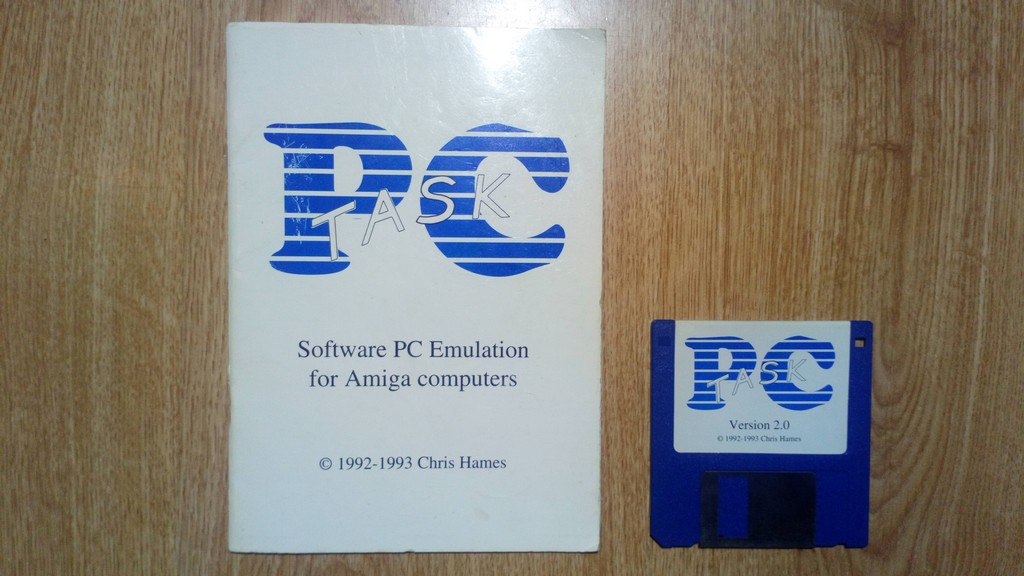 PC
TASK
Software PC Emulation
for Amiga computers
© 1992-1993 Chris Hames
PC
TASK
Version 2.0
© 1992-1993 Chris Hames